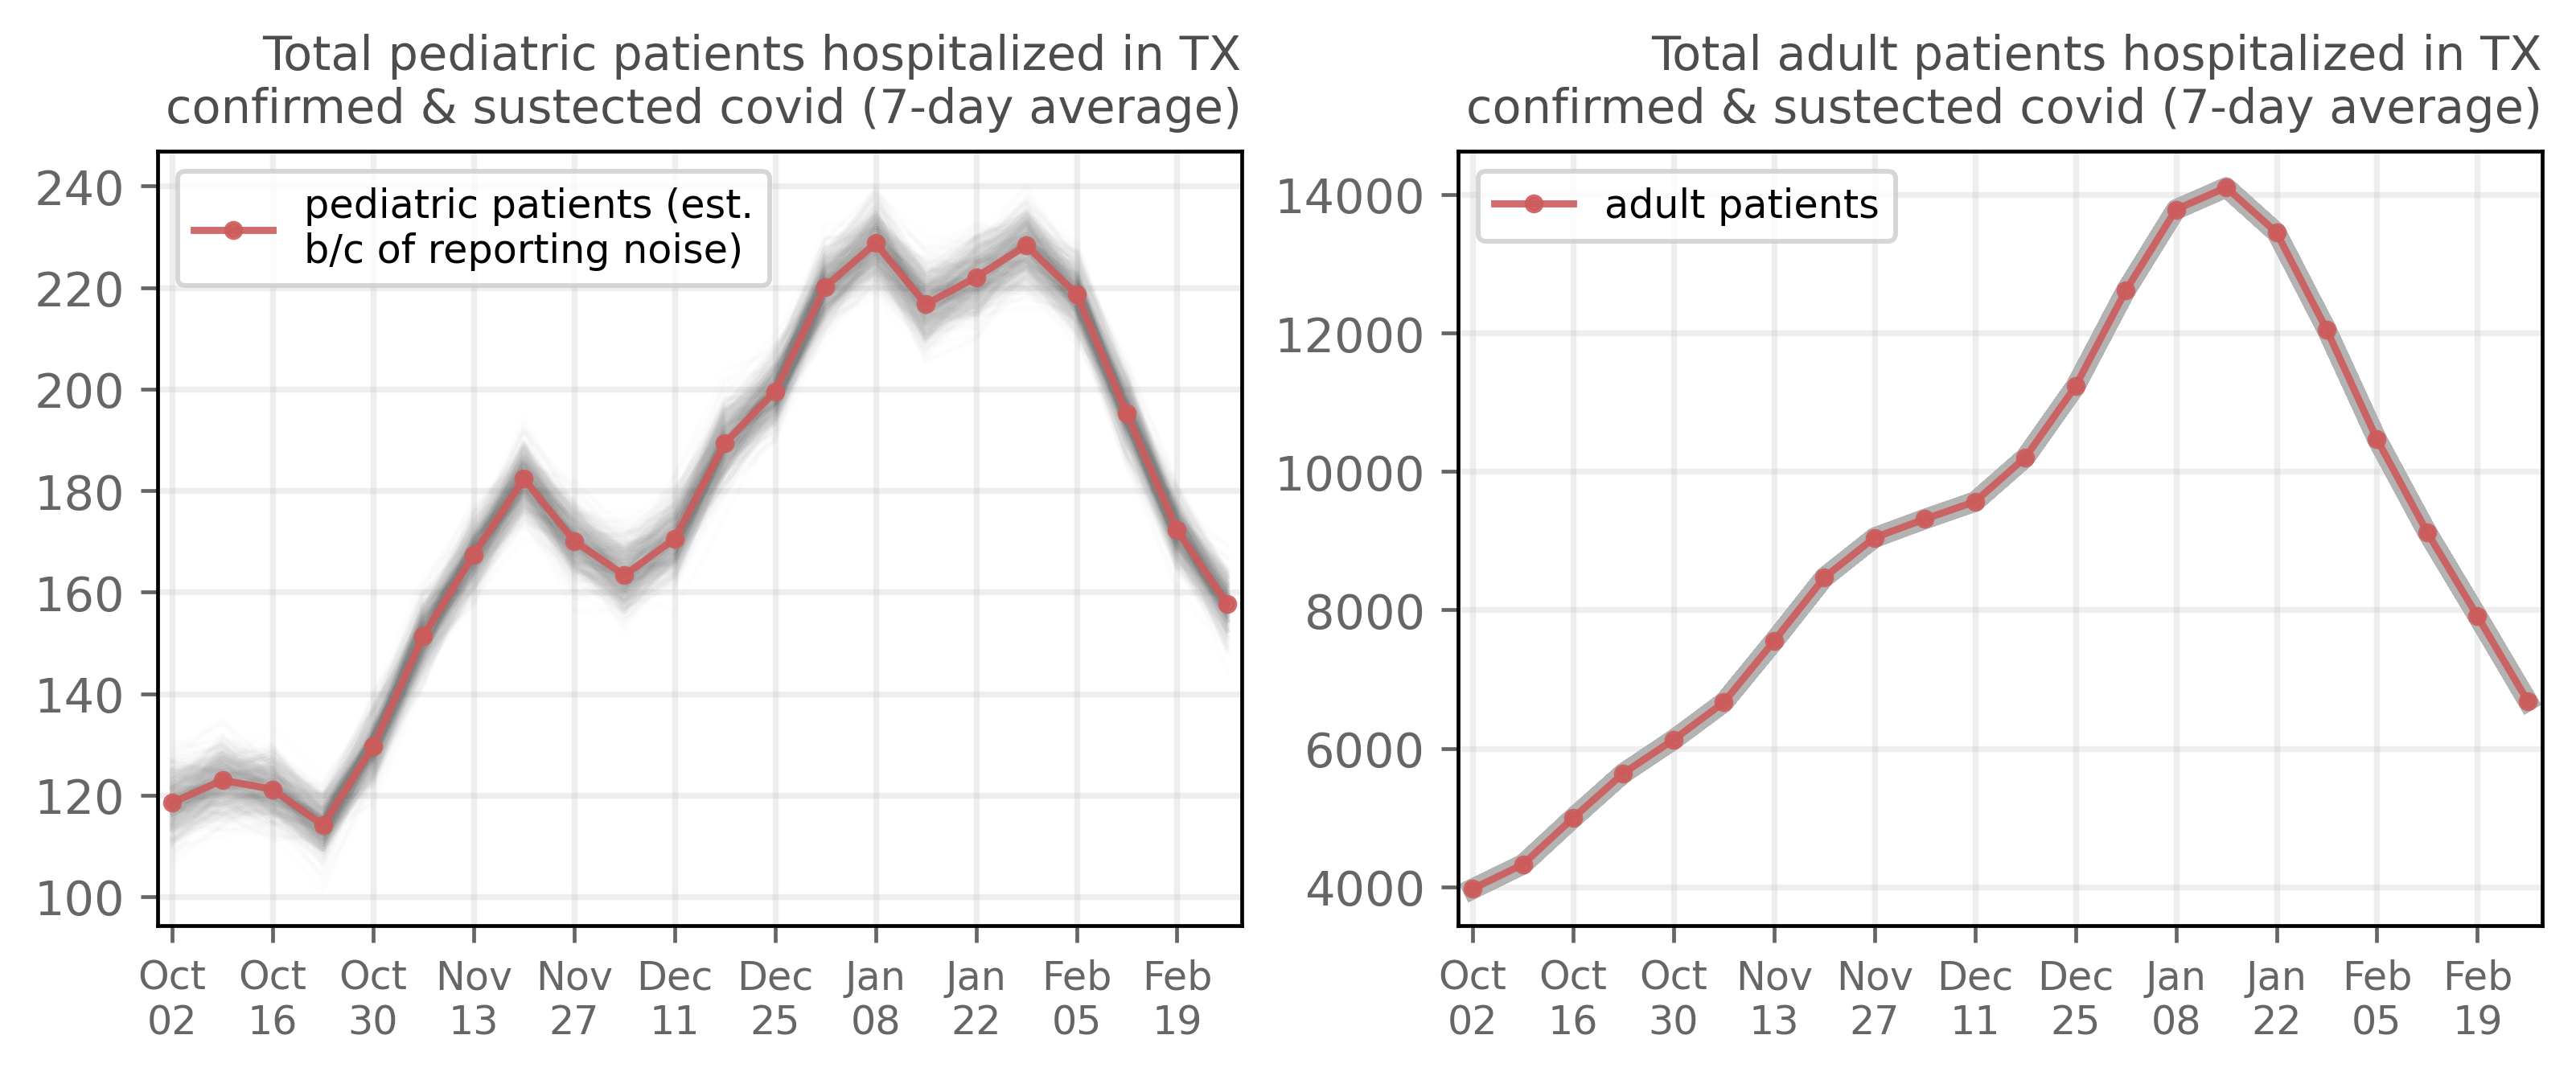 Total pediatric patients hospitalized in TX
confirmed & sustected covid (7-day average)
pediatric patients (est.
b/c of reporting noise)
240
220
200
180
160
140
120
100
Oct Oct Oct Nov Nov Dec Dec Jan Jan Feb Feb
02 16 30 13 27 11 25 08 22 05 19
Total adult patients hospitalized in TX
confirmed & sustected covid (7-day average)
adult patients
14000
12000
10000
8000
6000
4000
Oct Oct Oct Nov Nov Dec Dec Jan Jan Feb Feb
02 16 30 13 27 11 25 08 22 05 19